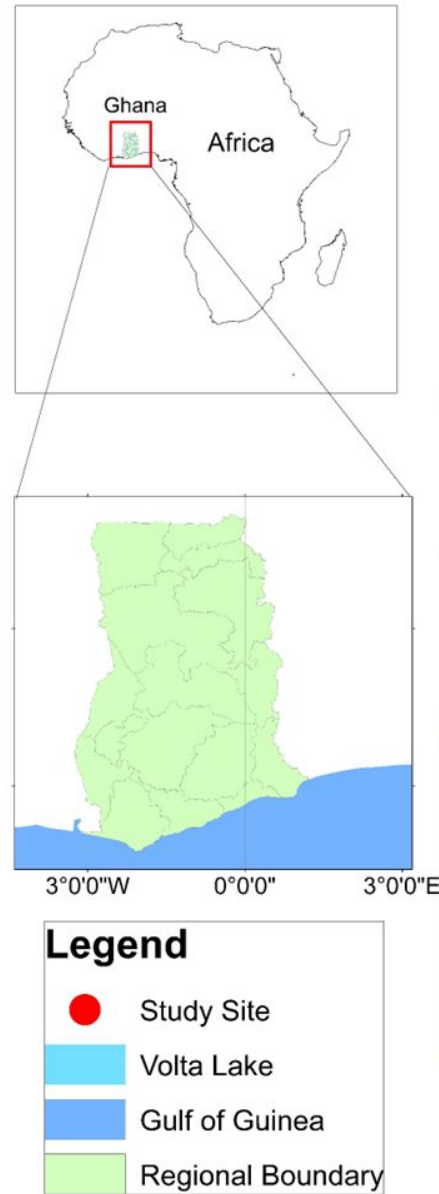 Ghana
Africa
3°0'0"W 0°0'0" 3°0'0"E
Legend
Study Site
Volta Lake
Gulf of Guinea
Regional Boundary